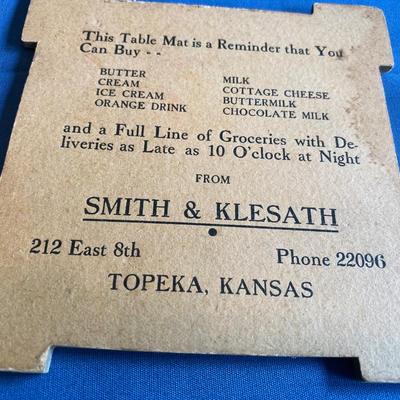 This Table Mat is a Reminder that You
Can Buy - -
BUTTER
CREAM
ICE CREAM
ORANGE DRINK
MILK
COTTAGE CHEESE
BUTTERMILK
CHOCOLATE MILK
and a Full Line of Groceries with De-
liveries as Late as 10 O'clock at Night
FROM
SMITH & KLESATH
212 East 8th
Phone 22096
TOPEKA, KANSAS